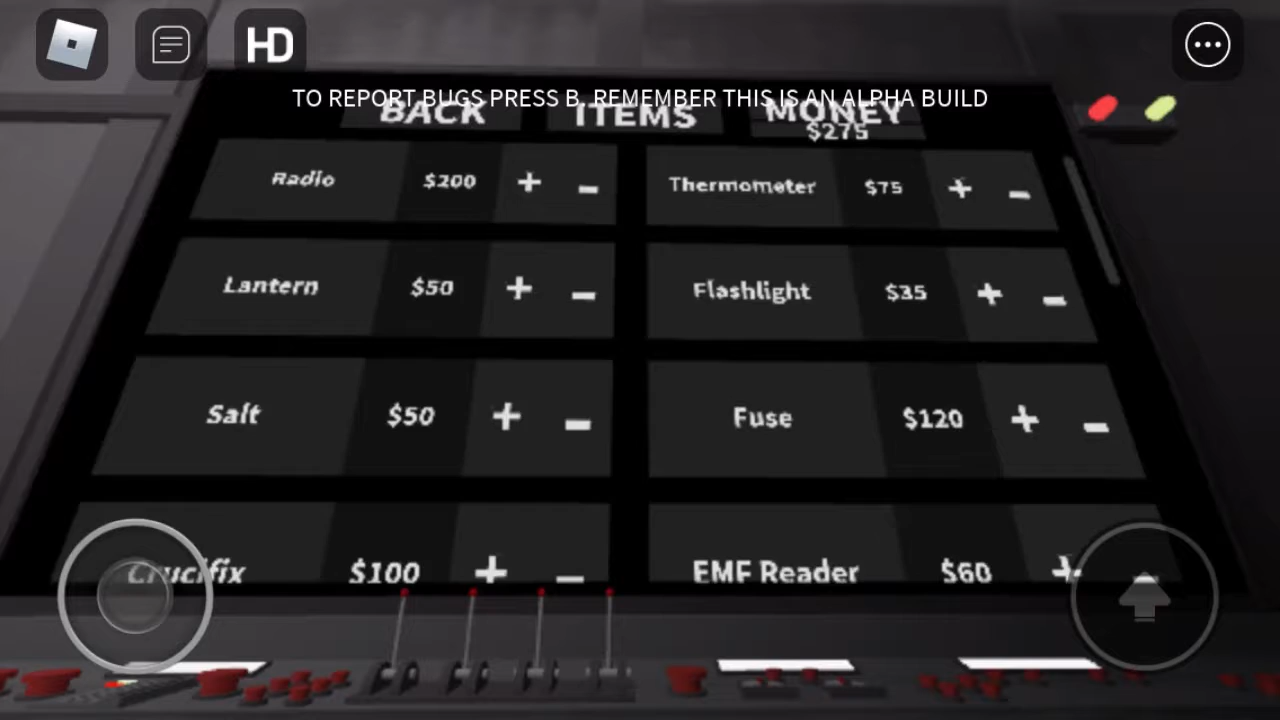 HD
TO REPORT BUGS PRESS B. REMEMBER THIS IS AN ALPHA BUILD
BACK ITEMS MONEY
$275
Radio $200 + - Thermometer $75 + -
Lantern $50 + - Flashlight $35 + -
Salt $50 + - Fuse $120 + -
Crucifix $100 + - EMF Reader $60 + -